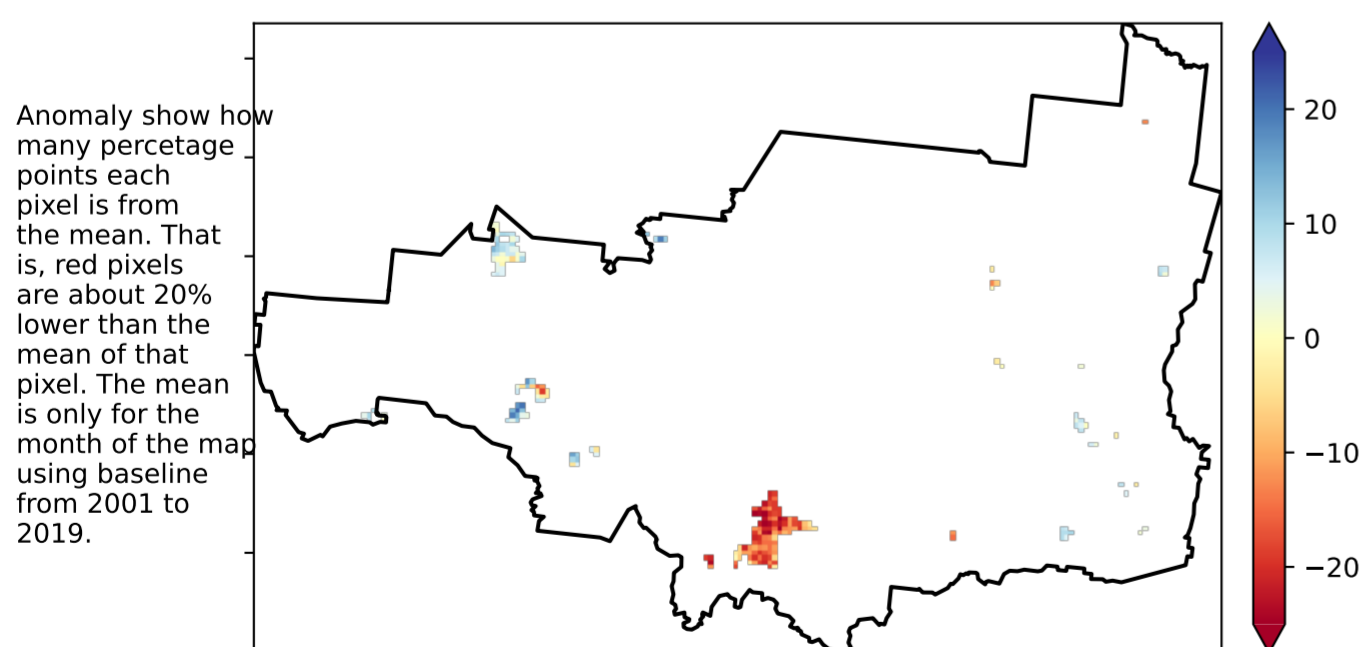 Anomaly show how
many percetage
points each
pixel is from
the mean. That
is, red pixels
are about 20%
lower than the
mean of that
pixel. The mean
is only for the
month of the map
using baseline
from 2001 to
2019.
20
10
0
−10
−20